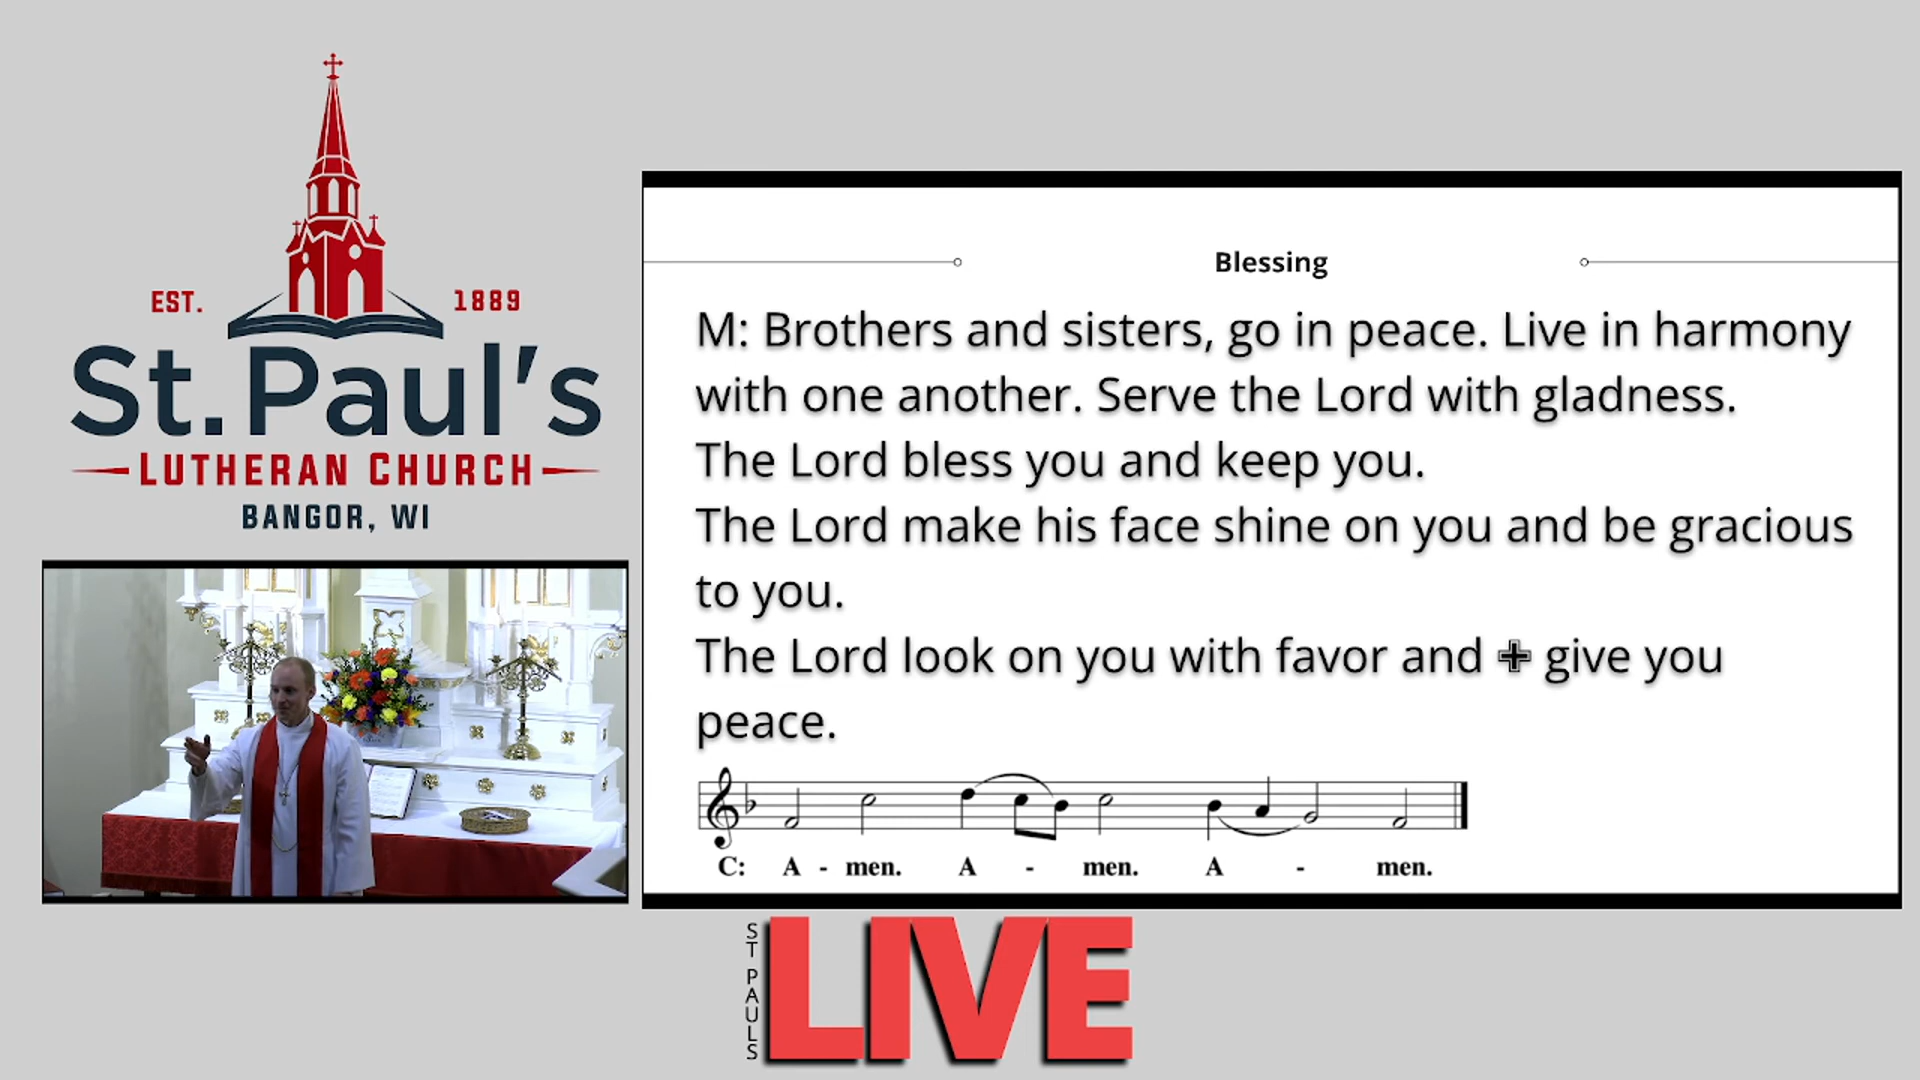 EST. 1889
St. Paul's
LUTHERAN CHURCH
BANGOR, WI
Blessing
M: Brothers and sisters, go in peace. Live in harmony
with one another. Serve the Lord with gladness.
The Lord bless you and keep you.
The Lord make his face shine on you and be gracious
to you.
The Lord look on you with favor and ✚ give you
peace.
C: A - men. A - men. A - men.
ST PAULS
LIVE